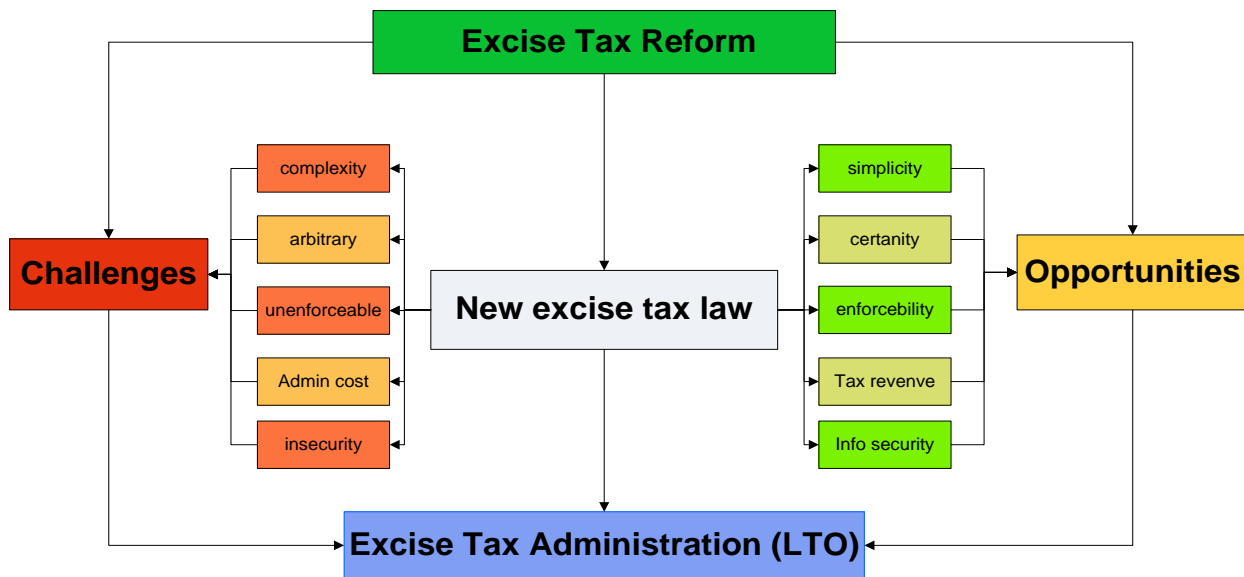 Excise Tax Reform
complexity
simplicity
arbitrary
certanity
Challenges
Opportunities
New excise tax law
unenforceable
enforcebility
Admin cost
Tax revenve
insecurity
Info security
Excise Tax Administration (LTO)